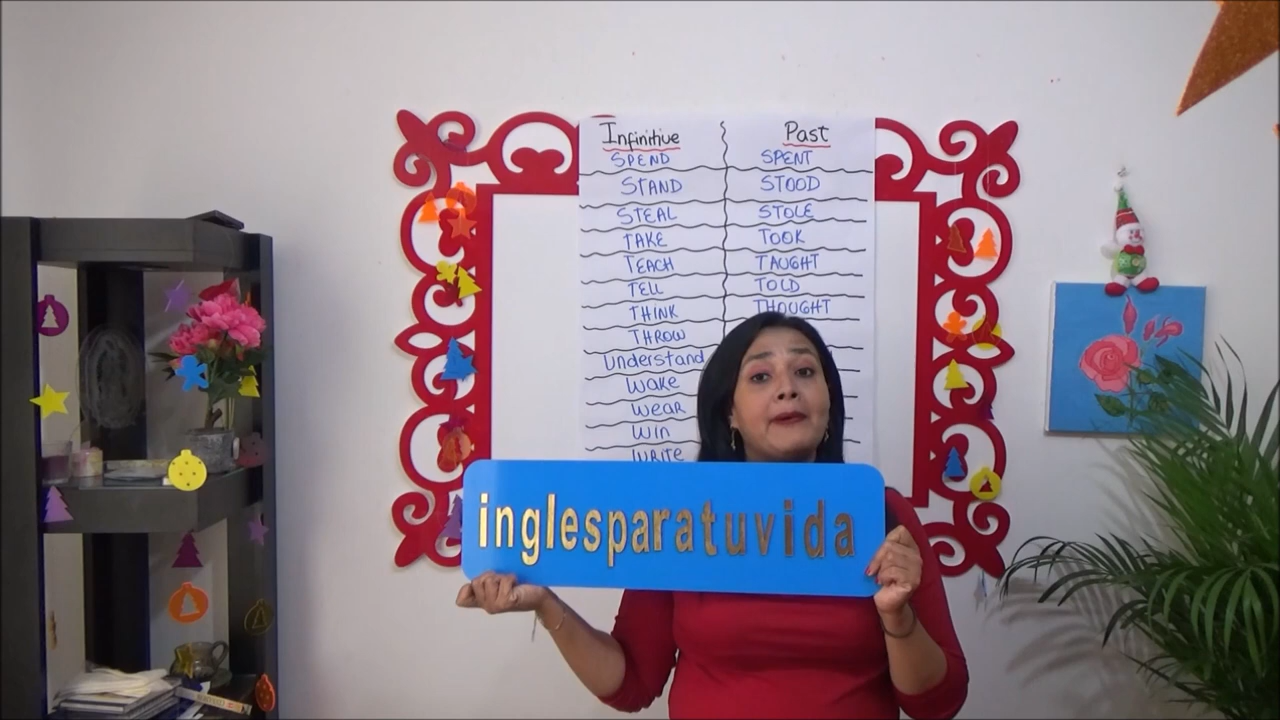 Infinitive Past
SPEND SPENT
STAND STOOD
STEAL STOLE
TAKE TOOK
TEACH TAUGHT
TELL TOLD
THINK THOUGHT
THROW
Understand
WAKE
WEAR
WIN
WRITE
inglesparatuvida